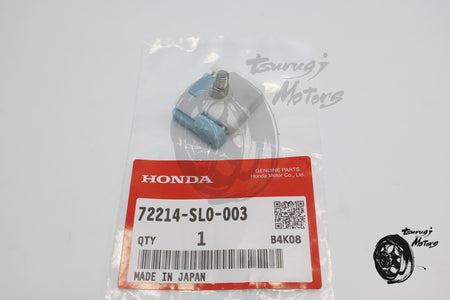 tsurugi
Motors
GENUINE PARTS
HONDA
Honda Motor Co., Ltd.
72214-SL0-003
QTY 1 B4K08
MADE IN JAPAN
tsurugi
Motors